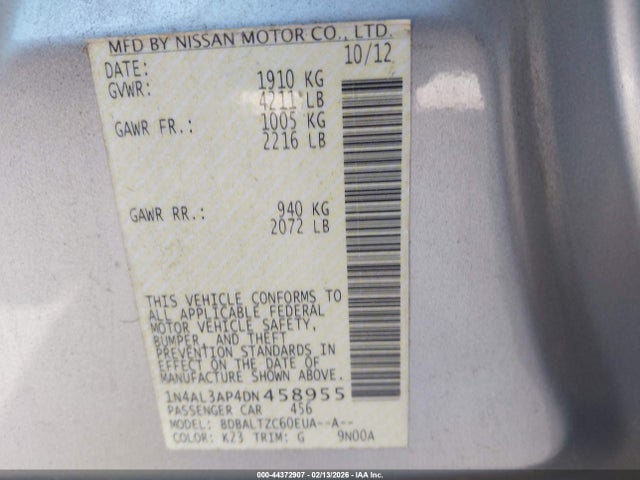 MFD BY NISSAN MOTOR CO., LTD.
DATE: 10/12
GVWR: 1910 KG
4211 LB
GAWR FR.: 1005 KG
2216 LB
GAWR RR.: 940 KG
2072 LB
THIS VEHICLE CONFORMS TO
ALL APPLICABLE FEDERAL
MOTOR VEHICLE SAFETY,
BUMPER, AND THEFT
PREVENTION STANDARDS IN
EFFECT ON THE DATE OF
MANUFACTURE SHOWN ABOVE.
1N4AL3AP4DN458955
PASSENGER CAR 456
MODEL: BDBALTZC60EUA--A--
COLOR: K23 TRIM: G 9N00A
000-44372907 - 02/13/2026 - IAA Inc.